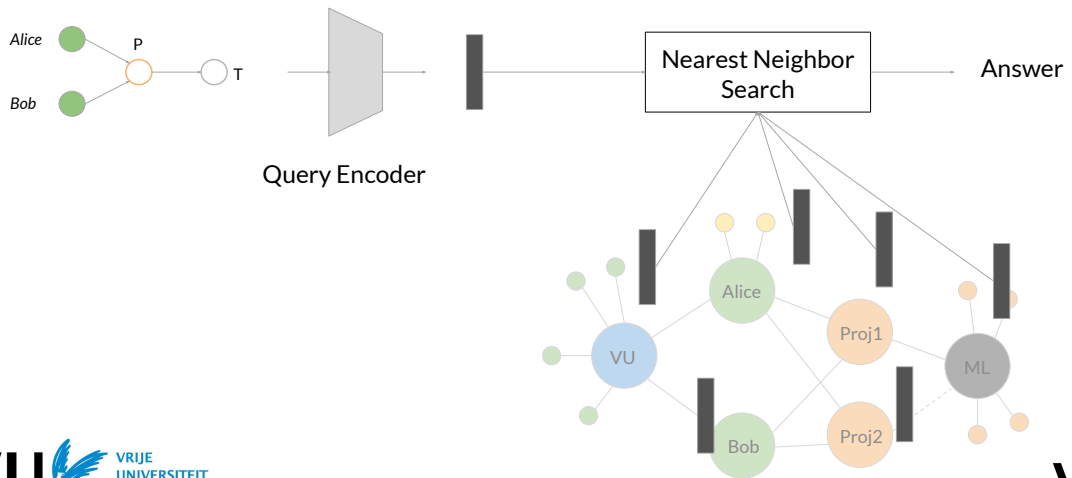 Alice
P
T
Bob
Query Encoder
Nearest Neighbor
Search
Answer
Alice
VU
Proj1
ML
Bob
Proj2
VRIJE
UNIVERSITEIT